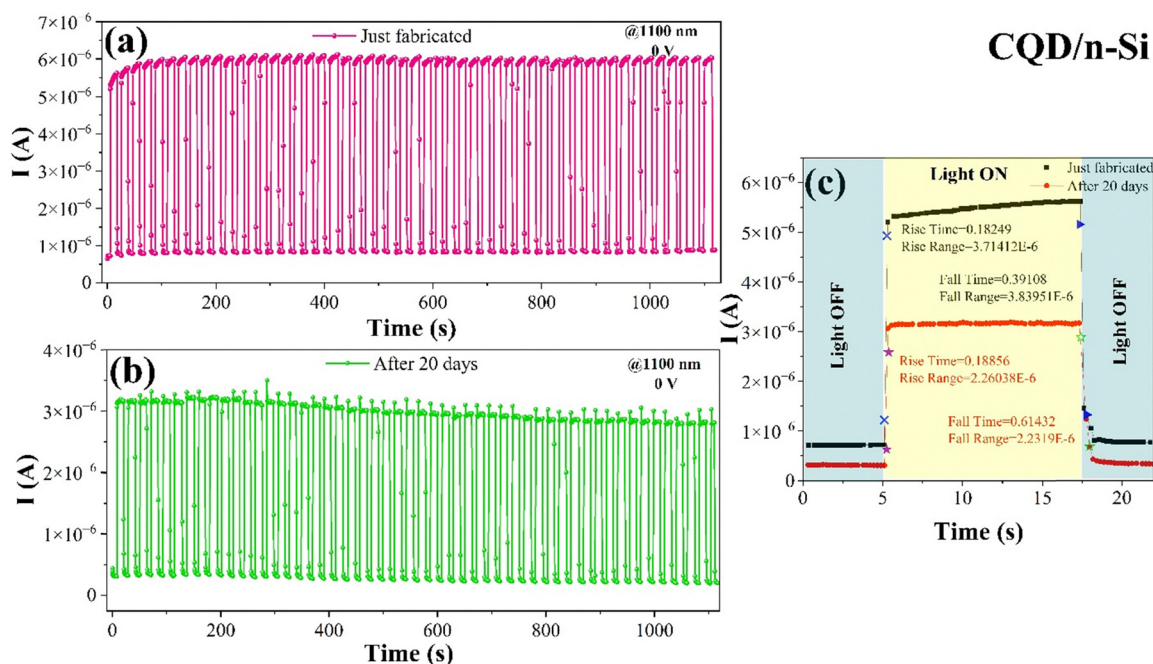 CQD/n-Si
(a)
Just fabricated
@1100 nm
0 V
7×10⁻⁶
6×10⁻⁶
5×10⁻⁶
4×10⁻⁶
3×10⁻⁶
2×10⁻⁶
1×10⁻⁶
0
I (A)
0 200 400 600 800 1000
Time (s)
(b)
After 20 days
@1100 nm
0 V
4×10⁻⁶
3×10⁻⁶
2×10⁻⁶
1×10⁻⁶
0
I (A)
0 200 400 600 800 1000
Time (s)
(c)
Light ON
Just fabricated
After 20 days
6×10⁻⁶
5×10⁻⁶
4×10⁻⁶
3×10⁻⁶
2×10⁻⁶
1×10⁻⁶
0
I (A)
Rise Time=0.18249
Rise Range=3.71412E-6
Fall Time=0.39108
Fall Range=3.83951E-6
Light OFF
Light OFF
Rise Time=0.18856
Rise Range=2.26038E-6
Fall Time=0.61432
Fall Range=2.2319E-6
0 5 10 15 20
Time (s)